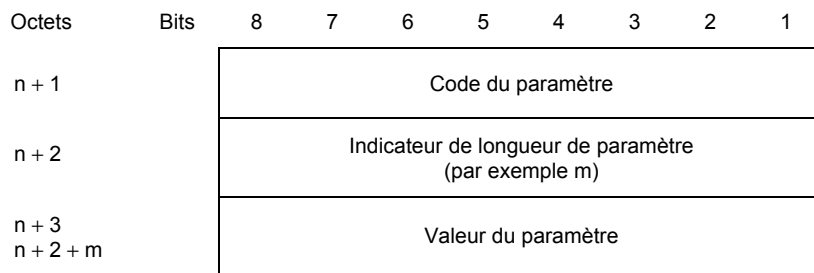 Octets Bits 8 7 6 5 4 3 2 1
n + 1 Code du paramètre
n + 2 Indicateur de longueur de paramètre
(par exemple m)
n + 3
n + 2 + m Valeur du paramètre